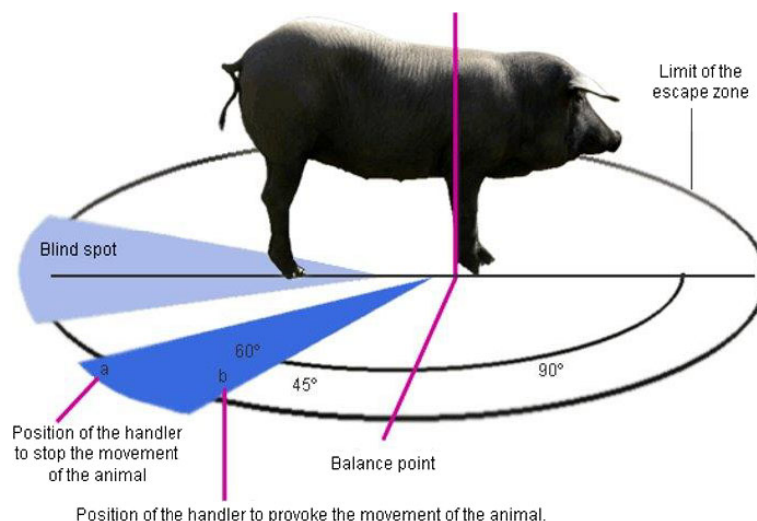 Limit of the
escape zone
Blind spot
60º
a
b
45º
90º
Position of the handler
to stop the movement
of the animal
Balance point
Position of the handler to provoke the movement of the animal.